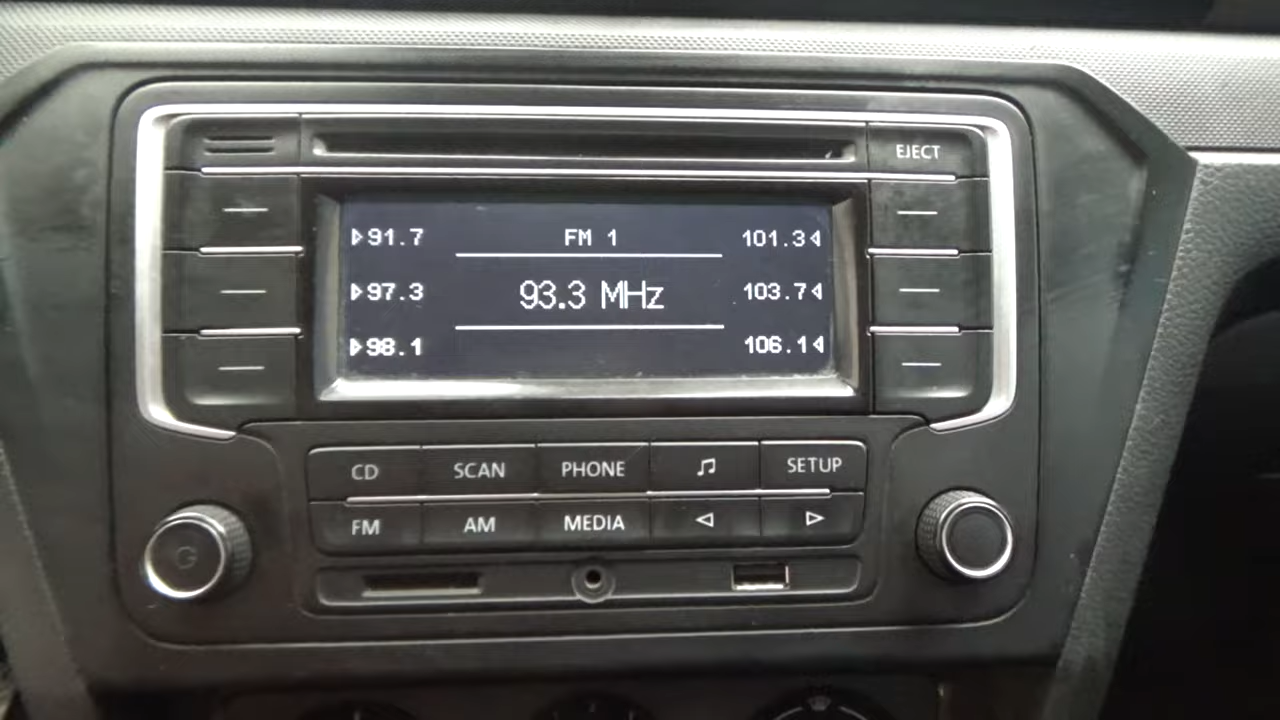 EJECT
91.7 FM 1 101.3
97.3 93.3 MHz 103.7
98.1 106.1
CD SCAN PHONE SETUP
FM AM MEDIA